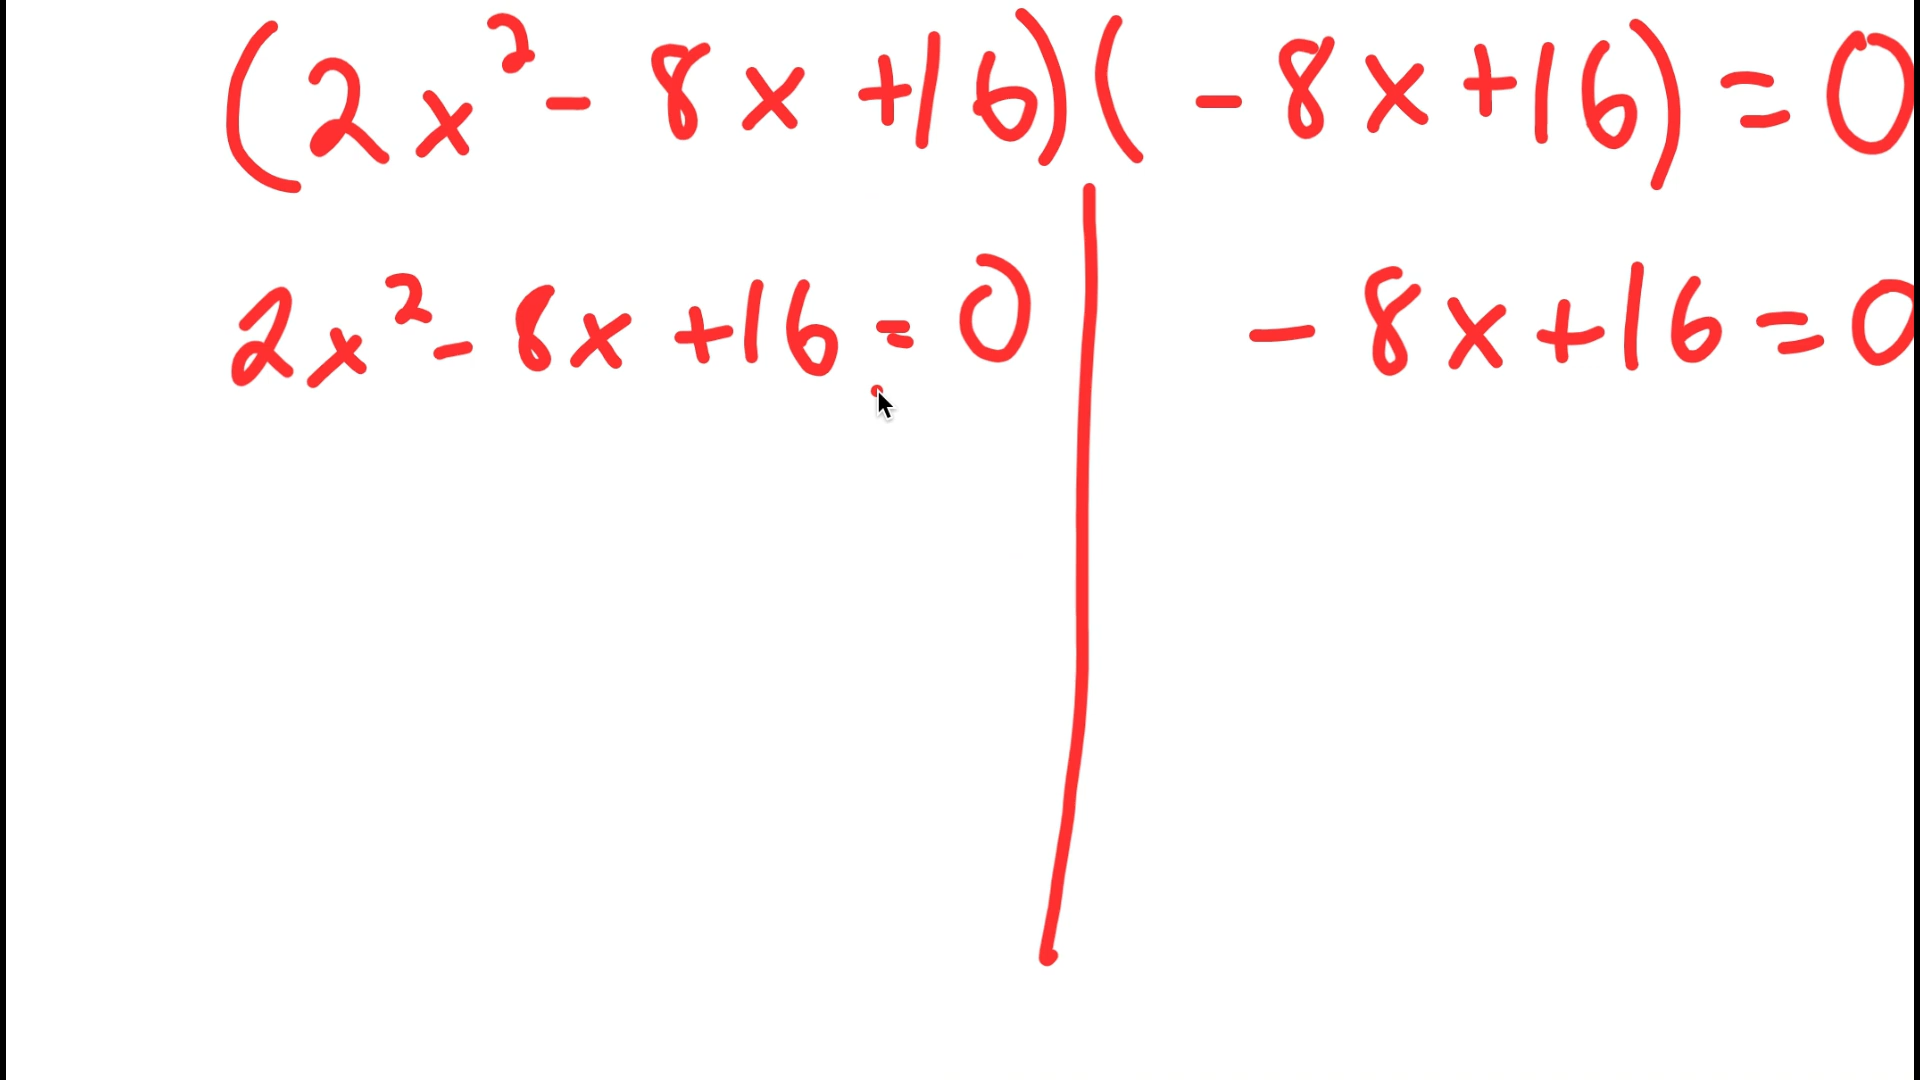 (2x² - 8x + 16)( - 8x + 16) = 0
2x² - 8x + 16 = 0
- 8x + 16 = 0